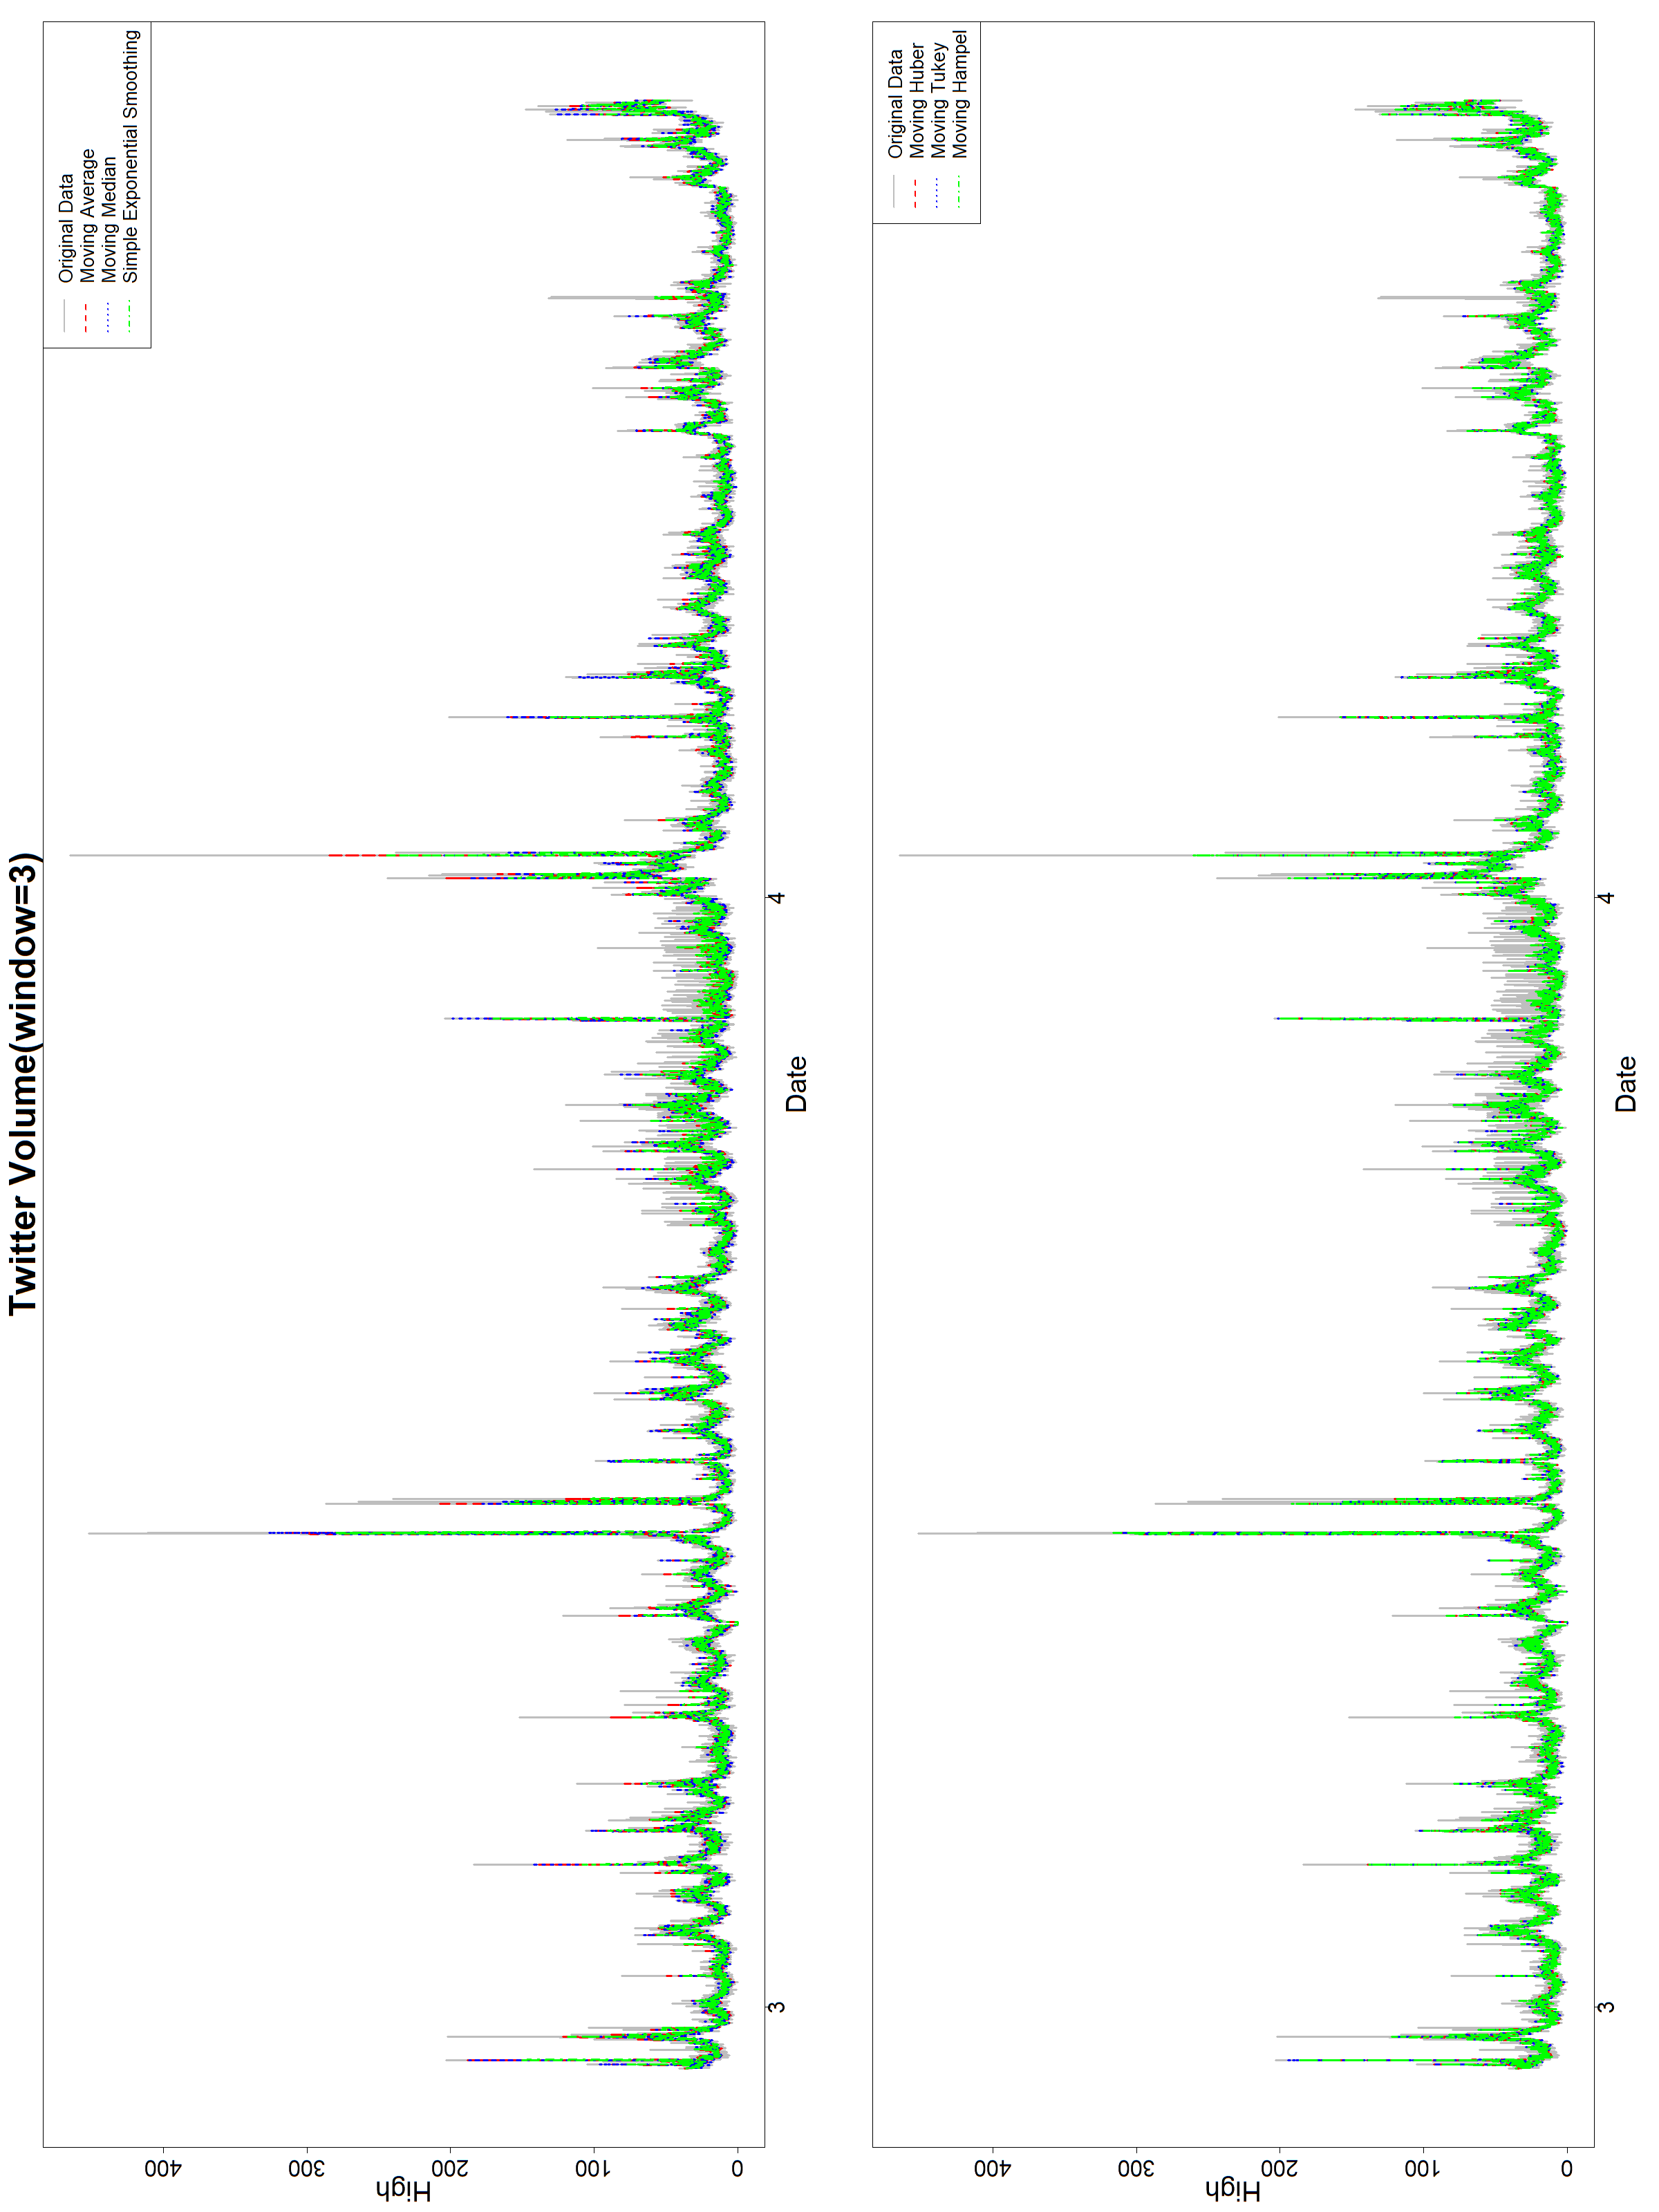 Twitter Volume(window=3)
Original Data
Moving Average
Moving Median
Simple Exponential Smoothing
High
0
100
200
300
400
3
4
Date
Original Data
Moving Huber
Moving Tukey
Moving Hampel
High
0
100
200
300
400
3
4
Date